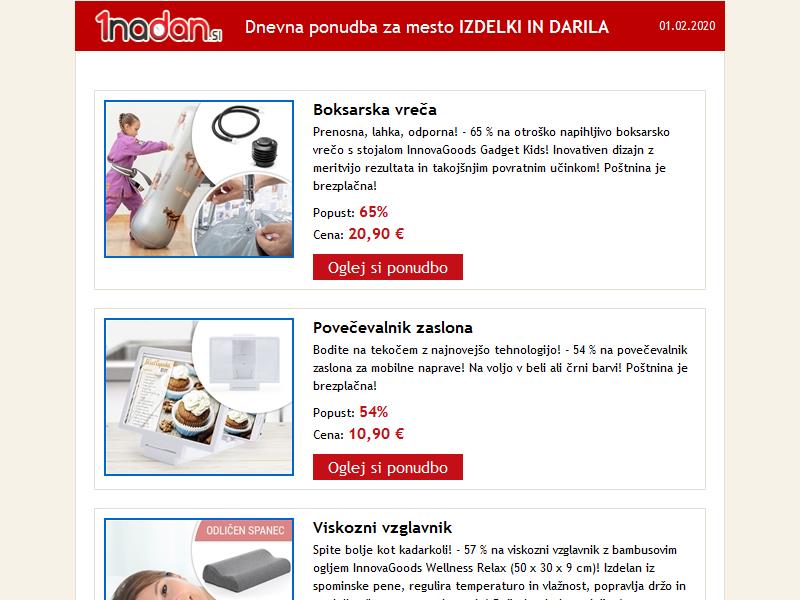 1nadan.si
Dnevna ponudba za mesto IZDELKI IN DARILA
01.02.2020
Boksarska vreča
Prenosna, lahka, odporna! - 65 % na otroško napihljivo boksarsko
vrečo s stojalom InnovaGoods Gadget Kids! Inovativen dizajn z
meritvijo rezultata in takojšnjim povratnim učinkom! Poštnina je
brezplačna!
Popust: 65%
Cena: 20,90 €
Oglej si ponudbo
Povečevalnik zaslona
Bodite na tekočem z najnovejšo tehnologijo! - 54 % na povečevalnik
zaslona za mobilne naprave! Na voljo v beli ali črni barvi! Poštnina je
brezplačna!
Popust: 54%
Cena: 10,90 €
Oglej si ponudbo
ODLIČEN SPANEC
Viskozni vzglavnik
Spite bolje kot kadarkoli! - 57 % na viskozni vzglavnik z bambusovim
ogljem InnovaGoods Wellness Relax (50 x 30 x 9 cm)! Izdelan iz
spominske pene, regulira temperaturo in vlažnost, popravlja držo in